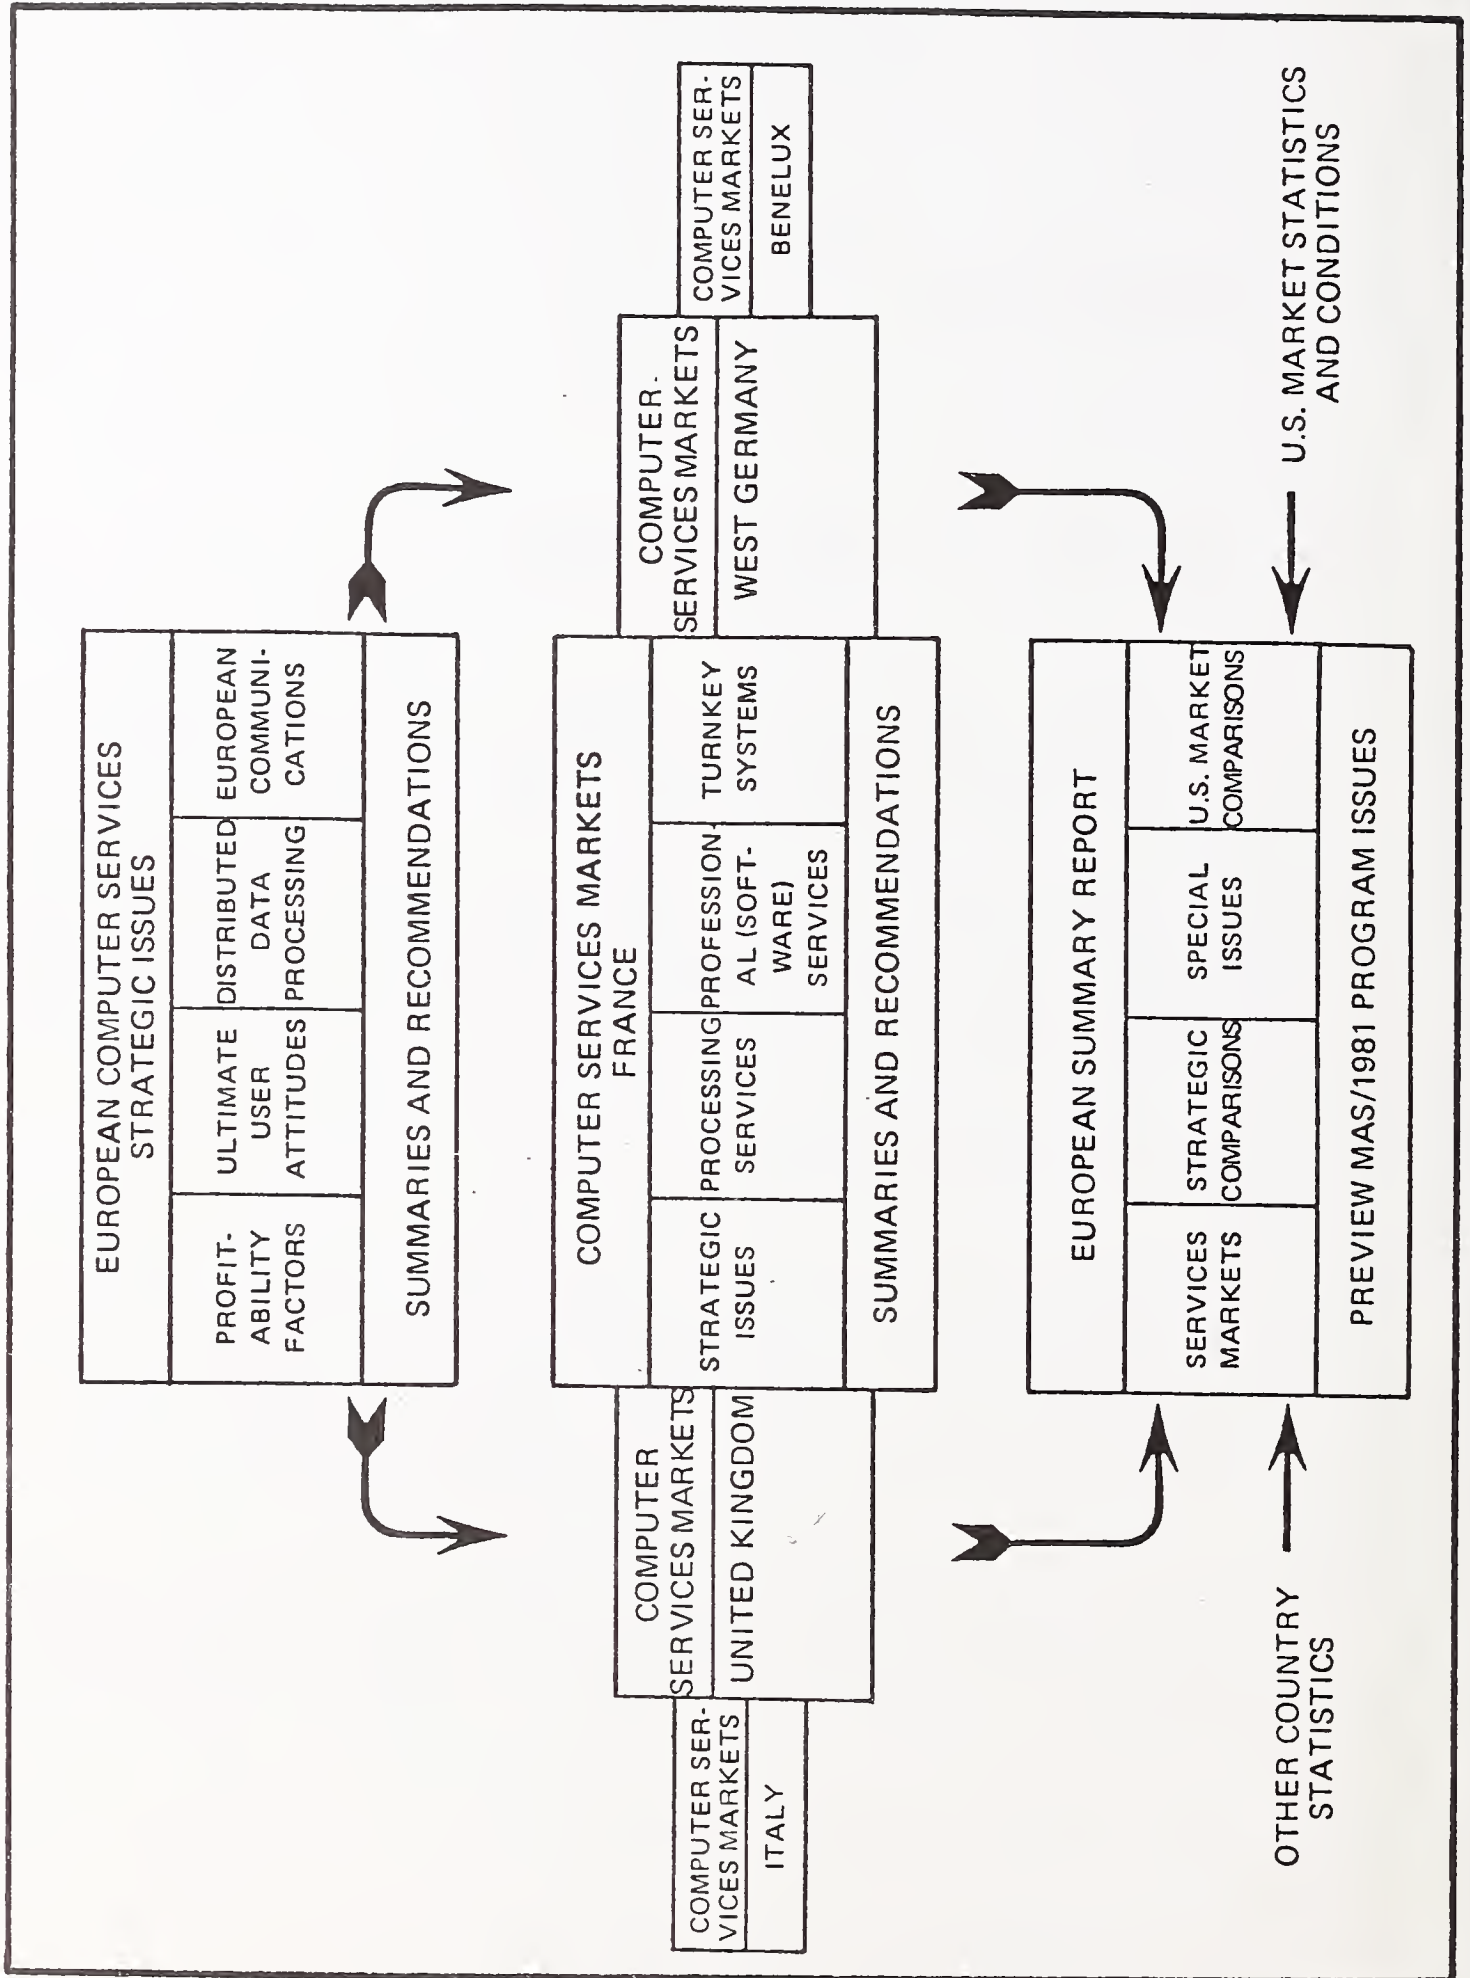 EUROPEAN COMPUTER SERVICES
STRATEGIC ISSUES
PROFIT-
ABILITY
FACTORS
ULTIMATE
USER
ATTITUDES
DISTRIBUTED
DATA
PROCESSING
EUROPEAN
COMMUNI-
CATIONS
SUMMARIES AND RECOMMENDATIONS
COMPUTER SER-
VICES MARKETS
ITALY
COMPUTER
SERVICES MARKETS
UNITED KINGDOM
COMPUTER SERVICES MARKETS
FRANCE
STRATEGIC
ISSUES
PROCESSING
SERVICES
PROFESSION-
AL (SOFT-
WARE)
SERVICES
TURNKEY
SYSTEMS
SUMMARIES AND RECOMMENDATIONS
COMPUTER
SERVICES MARKETS
WEST GERMANY
COMPUTER SER-
VICES MARKETS
BENELUX
EUROPEAN SUMMARY REPORT
SERVICES
MARKETS
STRATEGIC
COMPARISONS
SPECIAL
ISSUES
U.S. MARKET
COMPARISONS
PREVIEW MAS/1981 PROGRAM ISSUES
OTHER COUNTRY
STATISTICS
U.S. MARKET STATISTICS
AND CONDITIONS